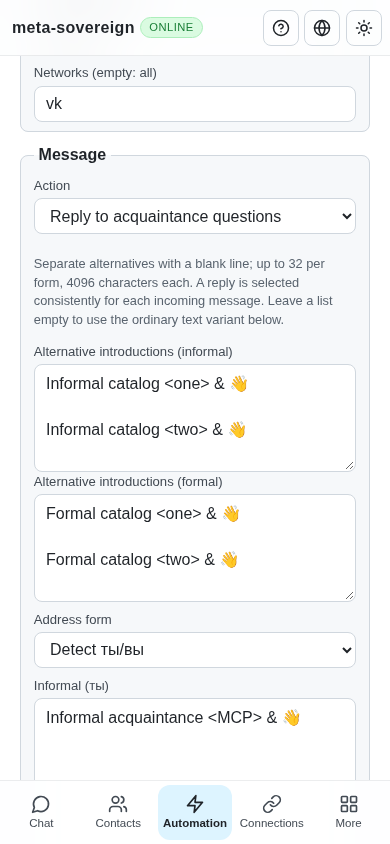 meta-sovereign ONLINE
Networks (empty: all)
vk
Message
Action
Reply to acquaintance questions
Separate alternatives with a blank line; up to 32 per
form, 4096 characters each. A reply is selected
consistently for each incoming message. Leave a list
empty to use the ordinary text variant below.
Alternative introductions (informal)
Informal catalog <one> & 👋
Informal catalog <two> & 👋
Alternative introductions (formal)
Formal catalog <one> & 👋
Formal catalog <two> & 👋
Address form
Detect ты/вы
Informal (ты)
Informal acquaintance <MCP> & 👋
Chat Contacts Automation Connections More